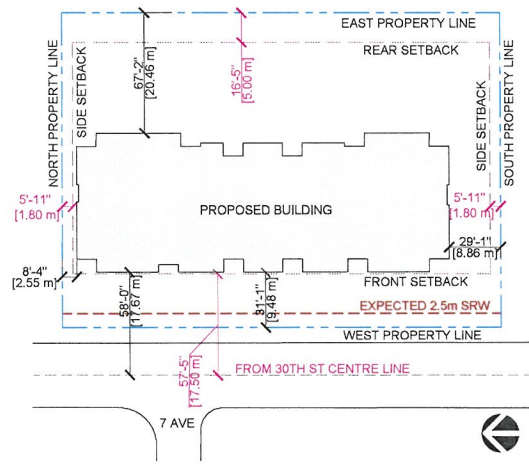 EAST PROPERTY LINE
REAR SETBACK
67'-2"
[20.46 m]
16'-5"
[5.00 m]
NORTH PROPERTY LINE
SIDE SETBACK
SIDE SETBACK
SOUTH PROPERTY LINE
5'-11"
[1.80 m]
PROPOSED BUILDING
5'-11"
[1.80 m]
29'-1"
[8.86 m]
8'-4"
[2.55 m]
58'-0"
[17.67 m]
31'-1"
[9.48 m]
FRONT SETBACK
EXPECTED 2.5m SRW
WEST PROPERTY LINE
57'-5"
[17.50 m]
FROM 30TH ST CENTRE LINE
7 AVE